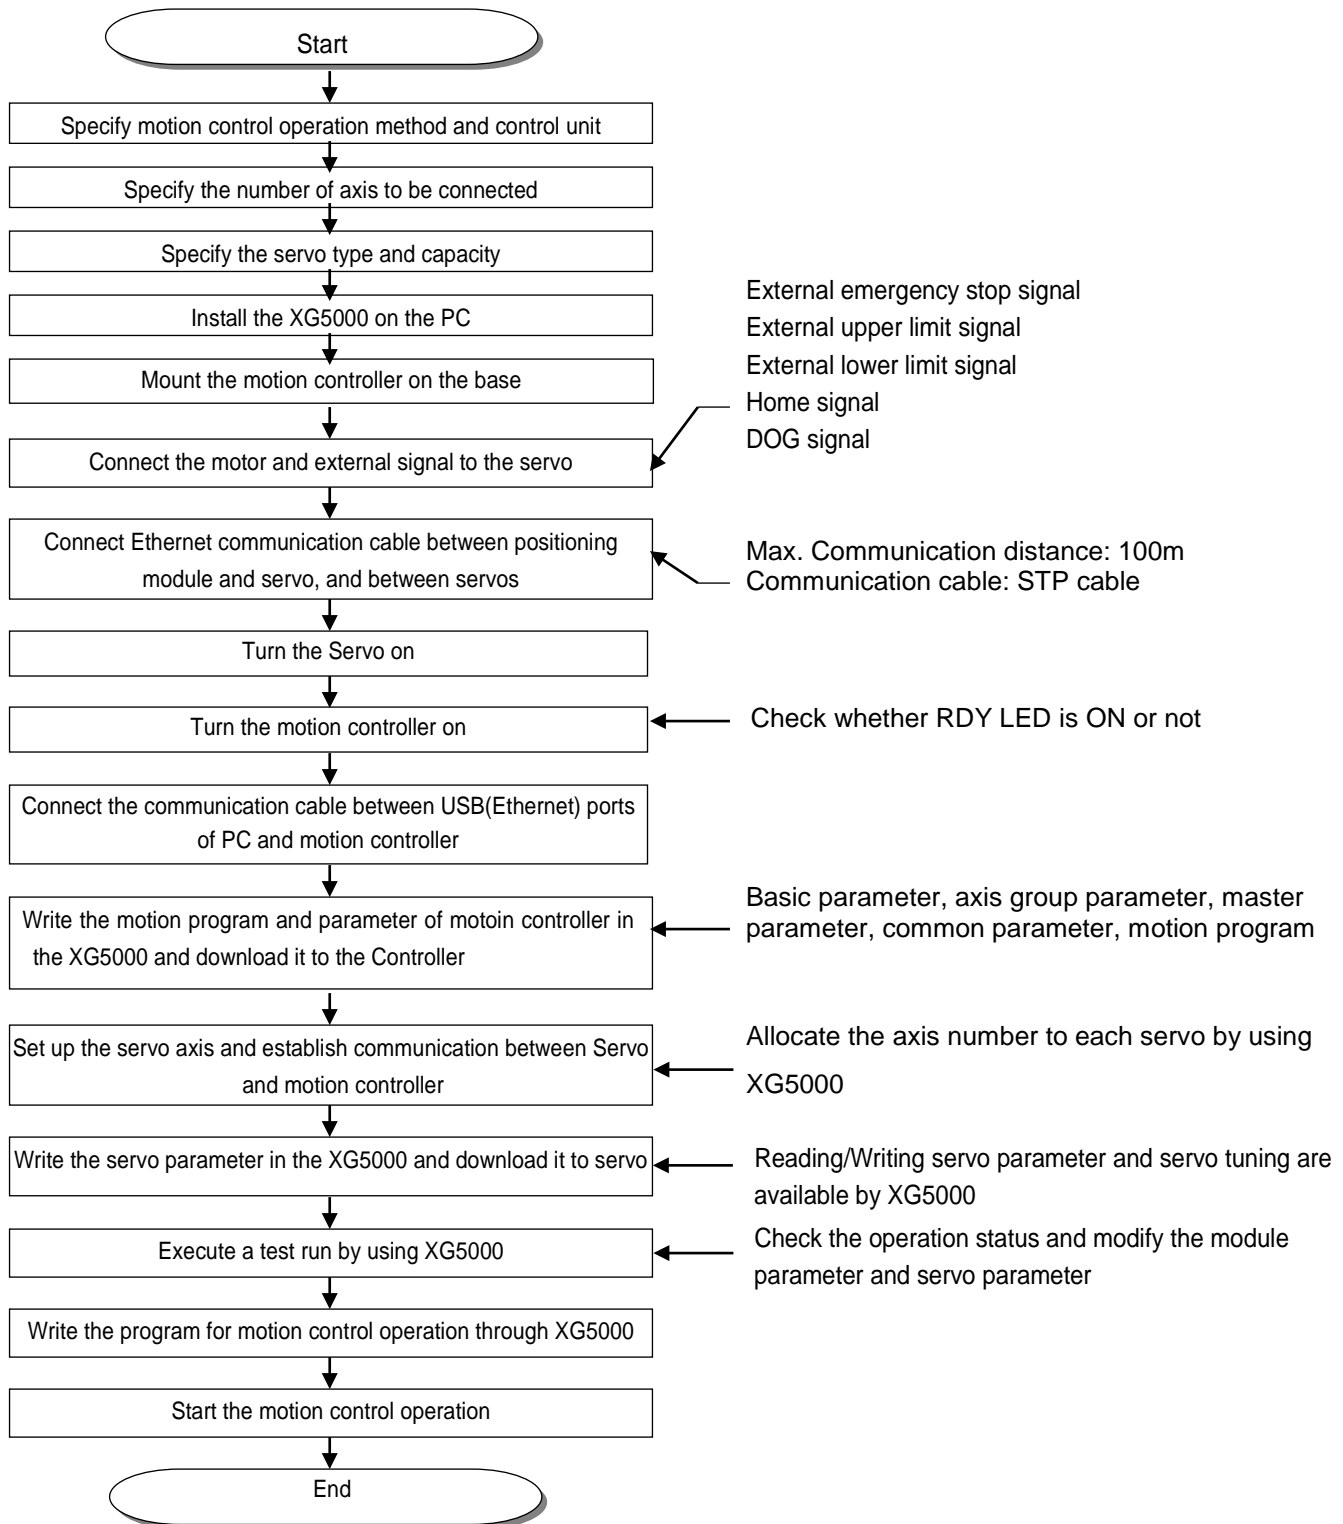 Start
Specify motion control operation method and control unit
Specify the number of axis to be connected
Specify the servo type and capacity
Install the XG5000 on the PC
Mount the motion controller on the base
External emergency stop signal
External upper limit signal
External lower limit signal
Home signal
DOG signal
Connect the motor and external signal to the servo
Connect Ethernet communication cable between positioning
module and servo, and between servos
Max. Communication distance: 100m
Communication cable: STP cable
Turn the Servo on
Turn the motion controller on
Check whether RDY LED is ON or not
Connect the communication cable between USB(Ethernet) ports
of PC and motion controller
Write the motion program and parameter of motoin controller in
the XG5000 and download it to the Controller
Basic parameter, axis group parameter, master
parameter, common parameter, motion program
Set up the servo axis and establish communication between Servo
and motion controller
Allocate the axis number to each servo by using
XG5000
Write the servo parameter in the XG5000 and download it to servo
Reading/Writing servo parameter and servo tuning are
available by XG5000
Execute a test run by using XG5000
Check the operation status and modify the module
parameter and servo parameter
Write the program for motion control operation through XG5000
Start the motion control operation
End